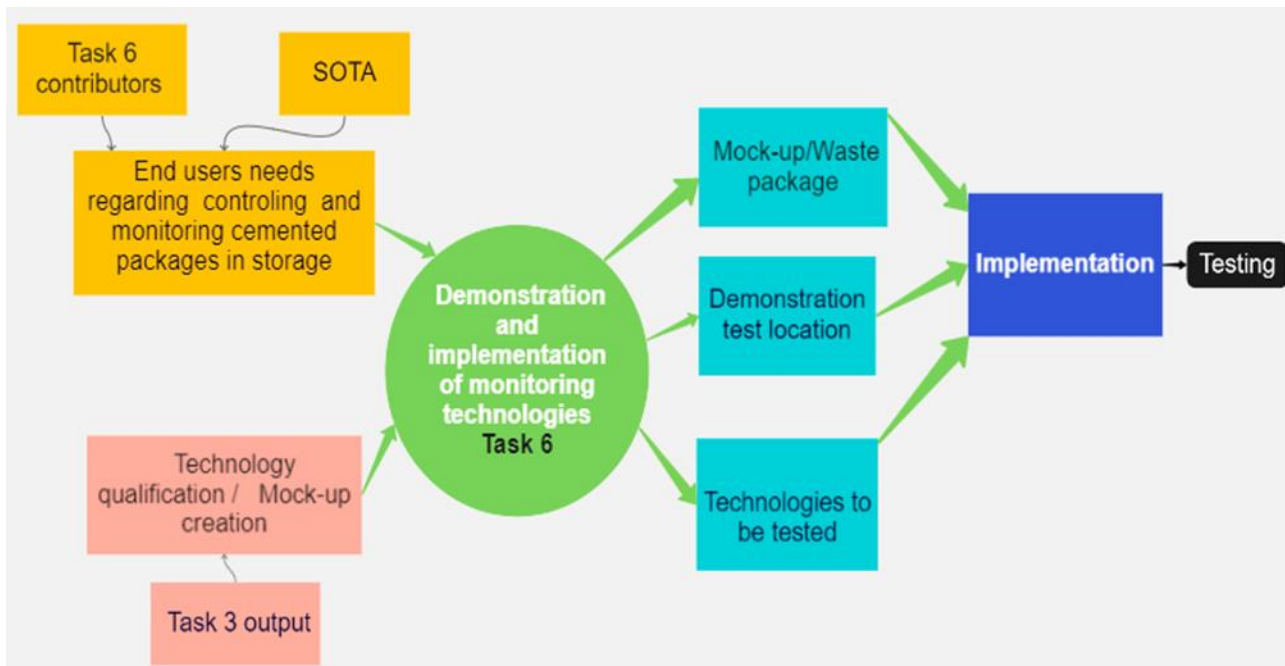 Task 6
contributors
SOTA
End users needs
regarding controling and
monitoring cemented
packages in storage
Technology
qualification / Mock-up
creation
Task 3 output
Demonstration
and
implementation
of monitoring
technologies
Task 6
Mock-up/Waste
package
Demonstration
test location
Technologies to
be tested
Implementation
Testing